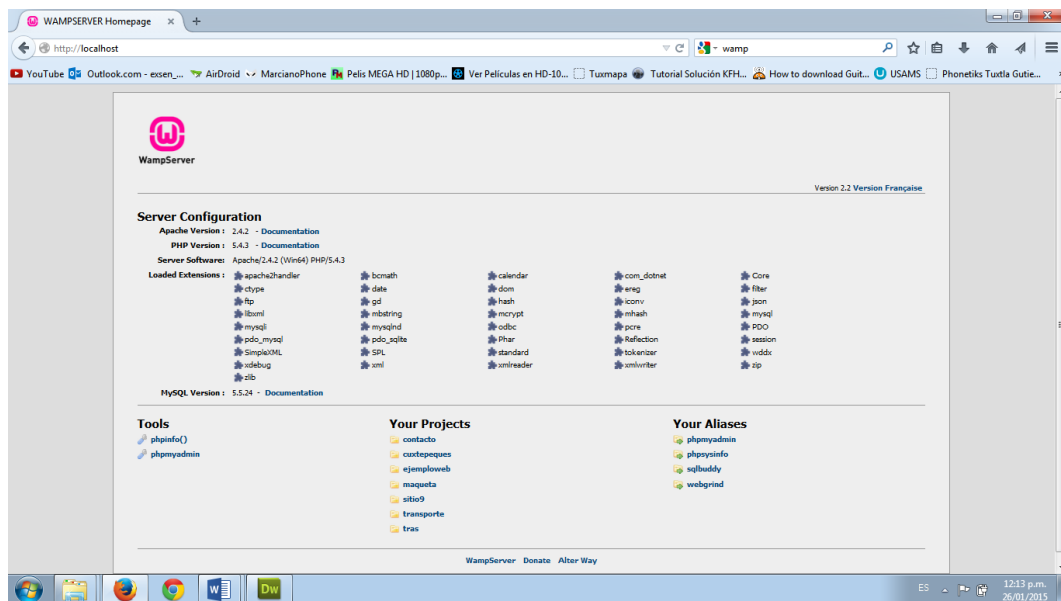 WAMPSERVER Homepage × +
http://localhost wamp
YouTube Outlook.com - exsen_... AirDroid MarcianoPhone Pelis MEGA HD | 1080p... Ver Películas en HD-10... Tuxmapa Tutorial Solución KFH... How to download Guit... USAMS Phonetiks Tuxtla Gutie...
WampServer
Version 2.2 Version Française
Server Configuration
Apache Version : 2.4.2 - Documentation
PHP Version : 5.4.3 - Documentation
Server Software: Apache/2.4.2 (Win64) PHP/5.4.3
Loaded Extensions : apache2handler bcmath calendar com_dotnet Core
ctype date dom ereg filter
ftp gd hash iconv json
libxml mbstring mcrypt mhash mysql
mysqli mysqlnd odbc pcre PDO
pdo_mysql pdo_sqlite Phar Reflection session
SimpleXML SPL standard tokenizer wddx
xdebug xml xmlreader xmlwriter zip
zlib
MySQL Version : 5.5.24 - Documentation
Tools Your Projects Your Aliases
phpinfo() contacto phpmyadmin
phpmyadmin cuxtepeques phpsysinfo
ejemploweb sqlbuddy
maqueta webgrind
sitio9
transporte
tras
WampServer Donate Alter Way
Dw
ES 12:13 p.m.
26/01/2015